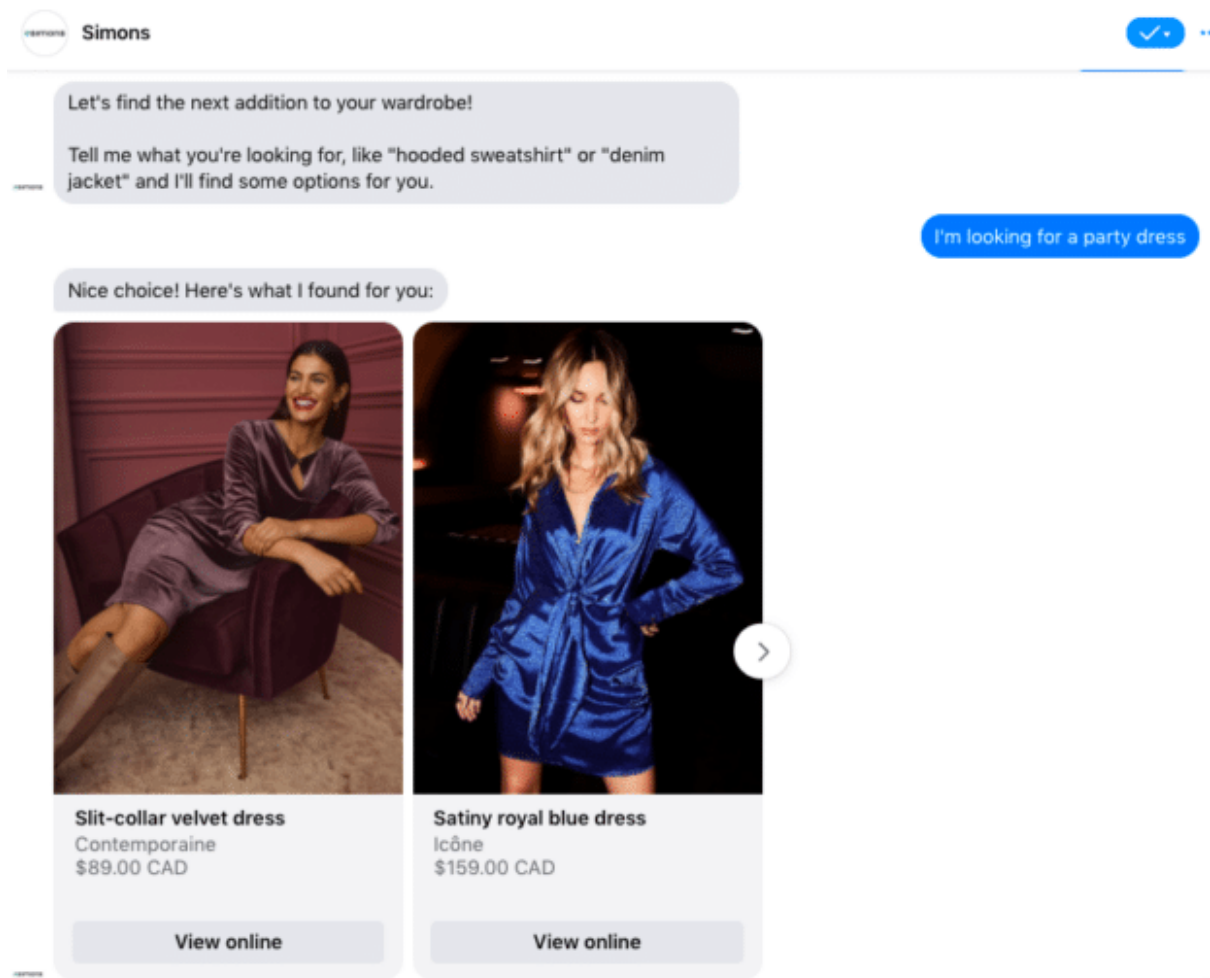 simons
Simons
Let's find the next addition to your wardrobe!
Tell me what you're looking for, like "hooded sweatshirt" or "denim
jacket" and I'll find some options for you.
simons
I'm looking for a party dress
Nice choice! Here's what I found for you:
Slit-collar velvet dress
Contemporaine
$89.00 CAD
View online
Satiny royal blue dress
Icône
$159.00 CAD
View online
simons